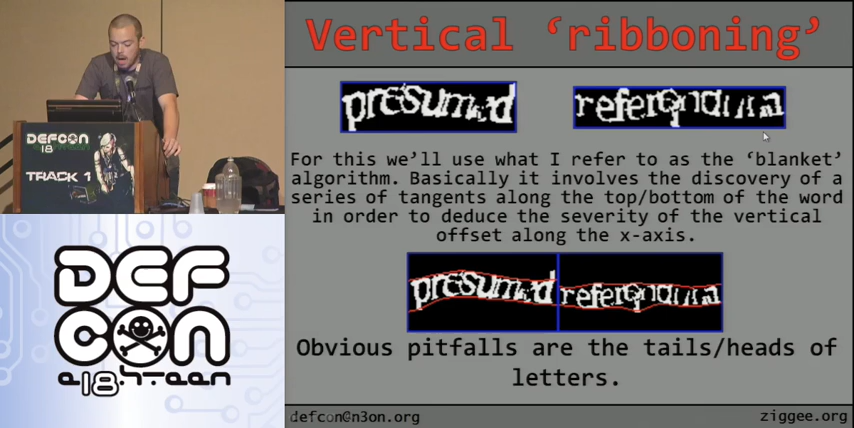 Vertical ‘ribboning’
presumed
For this we’ll use what I refer to as the ‘blanket’
algorithm. Basically it involves the discovery of a
series of tangents along the top/bottom of the word
in order to deduce the severity of the vertical
offset along the x-axis.
presumed
Obvious pitfalls are the tails/heads of
letters.
defcon@n3on.org
ziggee.org
DEFCON
18
TRACK 1
DEF
CON
e18hteen